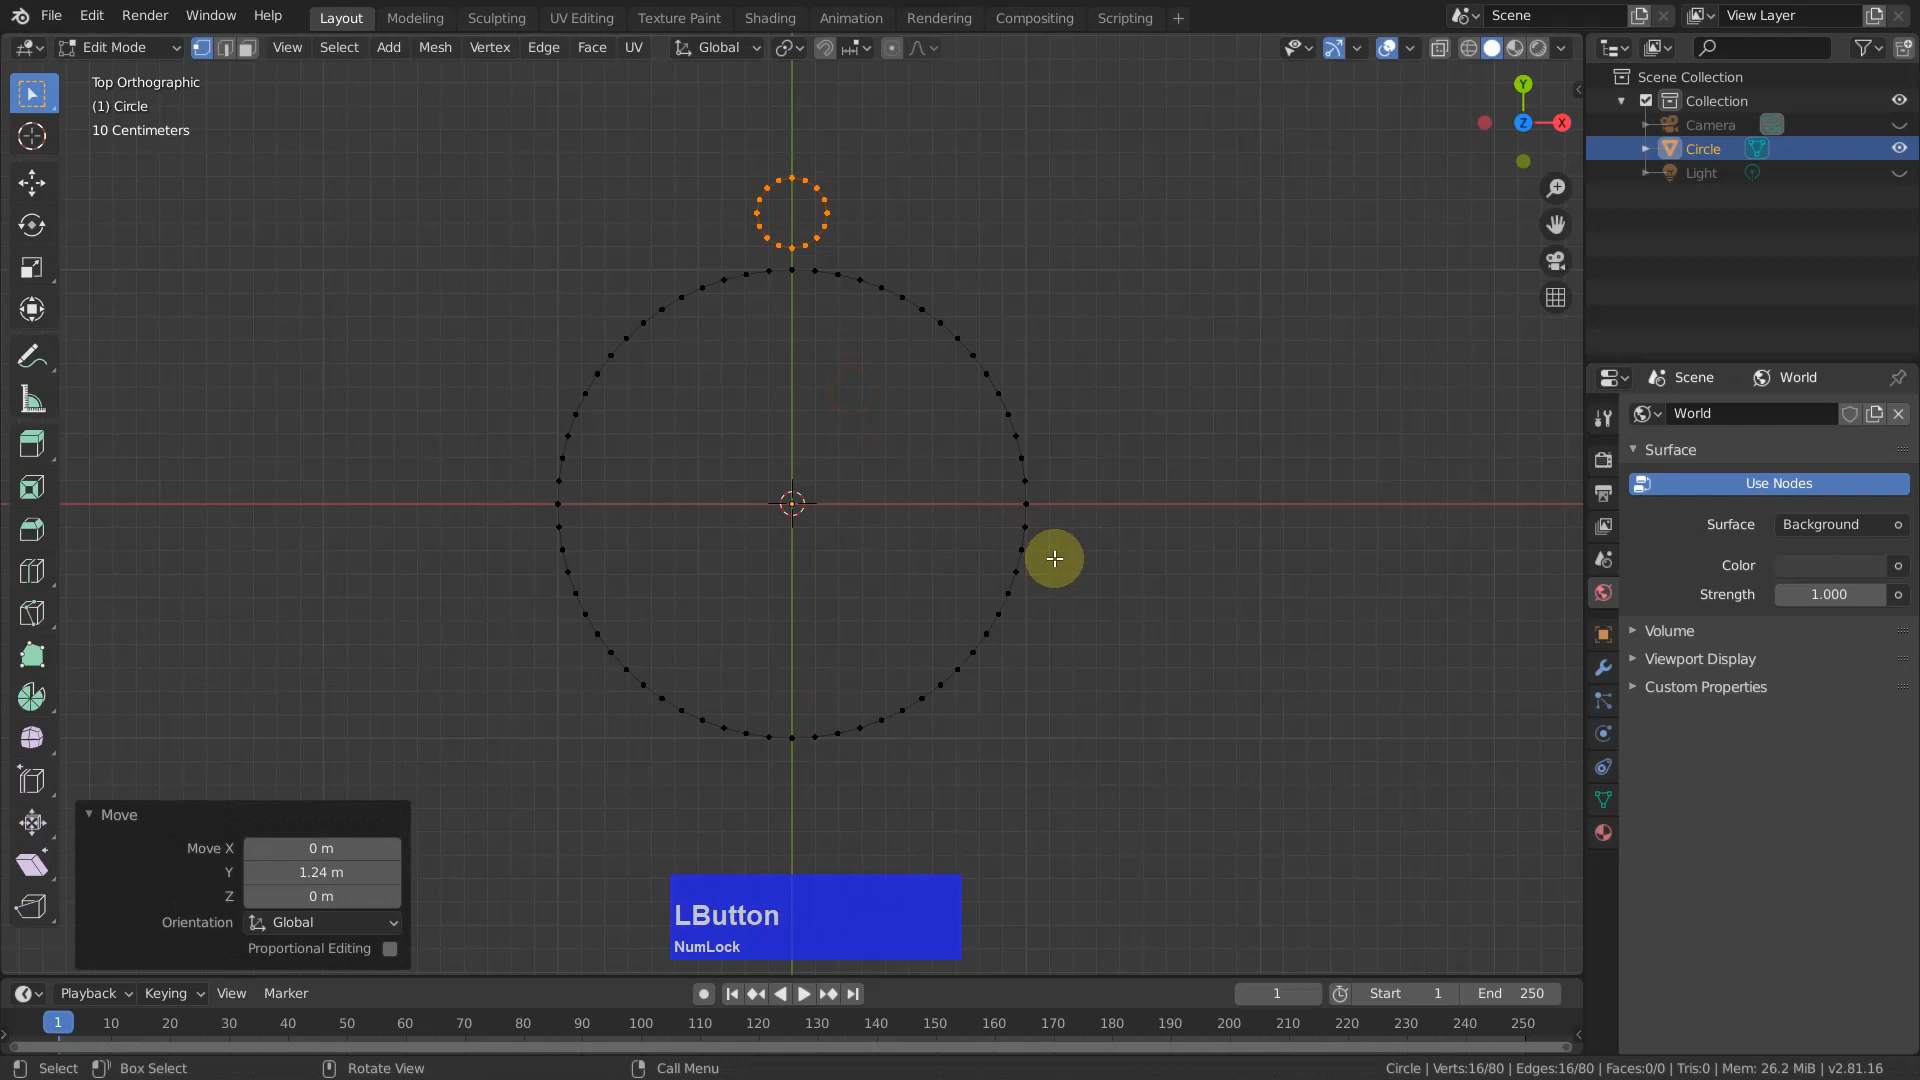 File Edit Render Window Help Layout Modeling Sculpting UV Editing Texture Paint Shading Animation Rendering Compositing Scripting + Scene View Layer
Edit Mode View Select Add Mesh Vertex Edge Face UV Global
Top Orthographic
(1) Circle
10 Centimeters
Y
Z
X
Scene Collection
Collection
Camera
Circle
Light
Scene World
World
Surface
Use Nodes
Surface Background
Color
Strength 1.000
Volume
Viewport Display
Custom Properties
Move
Move X 0 m
Y 1.24 m
Z 0 m
Orientation Global
Proportional Editing
LButton
NumLock
Playback Keying View Marker 1 Start 1 End 250
1 10 20 30 40 50 60 70 80 90 100 110 120 130 140 150 160 170 180 190 200 210 220 230 240 250
Select Box Select Rotate View Call Menu Circle | Verts:16/80 | Edges:16/80 | Faces:0/0 | Tris:0 | Mem: 26.2 MiB | v2.81.16